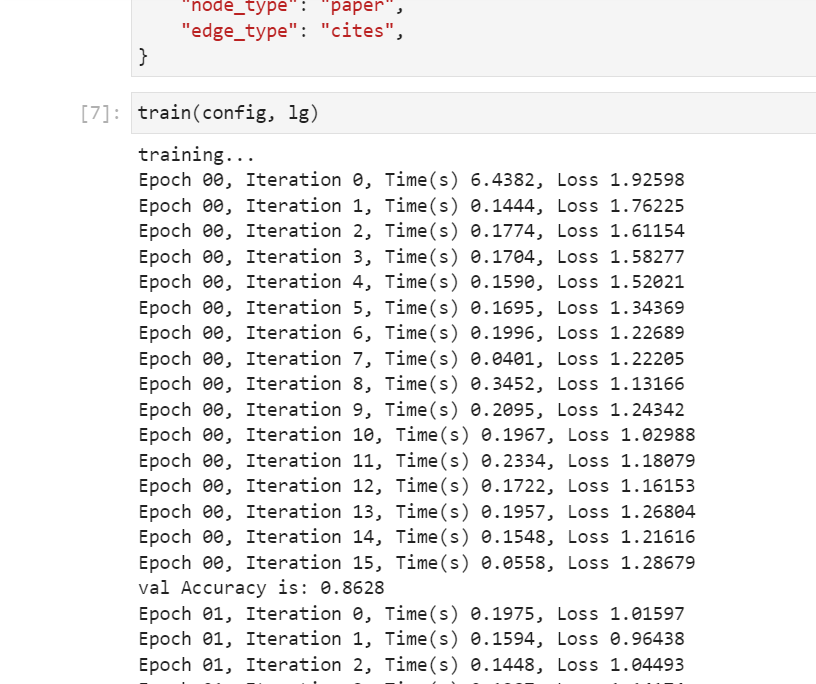 "node_type": "paper",
"edge_type": "cites",
}
[7]: train(config, lg)
training...
Epoch 00, Iteration 0, Time(s) 6.4382, Loss 1.92598
Epoch 00, Iteration 1, Time(s) 0.1444, Loss 1.76225
Epoch 00, Iteration 2, Time(s) 0.1774, Loss 1.61154
Epoch 00, Iteration 3, Time(s) 0.1704, Loss 1.58277
Epoch 00, Iteration 4, Time(s) 0.1590, Loss 1.52021
Epoch 00, Iteration 5, Time(s) 0.1695, Loss 1.34369
Epoch 00, Iteration 6, Time(s) 0.1996, Loss 1.22689
Epoch 00, Iteration 7, Time(s) 0.0401, Loss 1.22205
Epoch 00, Iteration 8, Time(s) 0.3452, Loss 1.13166
Epoch 00, Iteration 9, Time(s) 0.2095, Loss 1.24342
Epoch 00, Iteration 10, Time(s) 0.1967, Loss 1.02988
Epoch 00, Iteration 11, Time(s) 0.2334, Loss 1.18079
Epoch 00, Iteration 12, Time(s) 0.1722, Loss 1.16153
Epoch 00, Iteration 13, Time(s) 0.1957, Loss 1.26804
Epoch 00, Iteration 14, Time(s) 0.1548, Loss 1.21616
Epoch 00, Iteration 15, Time(s) 0.0558, Loss 1.28679
val Accuracy is: 0.8628
Epoch 01, Iteration 0, Time(s) 0.1975, Loss 1.01597
Epoch 01, Iteration 1, Time(s) 0.1594, Loss 0.96438
Epoch 01, Iteration 2, Time(s) 0.1448, Loss 1.04493